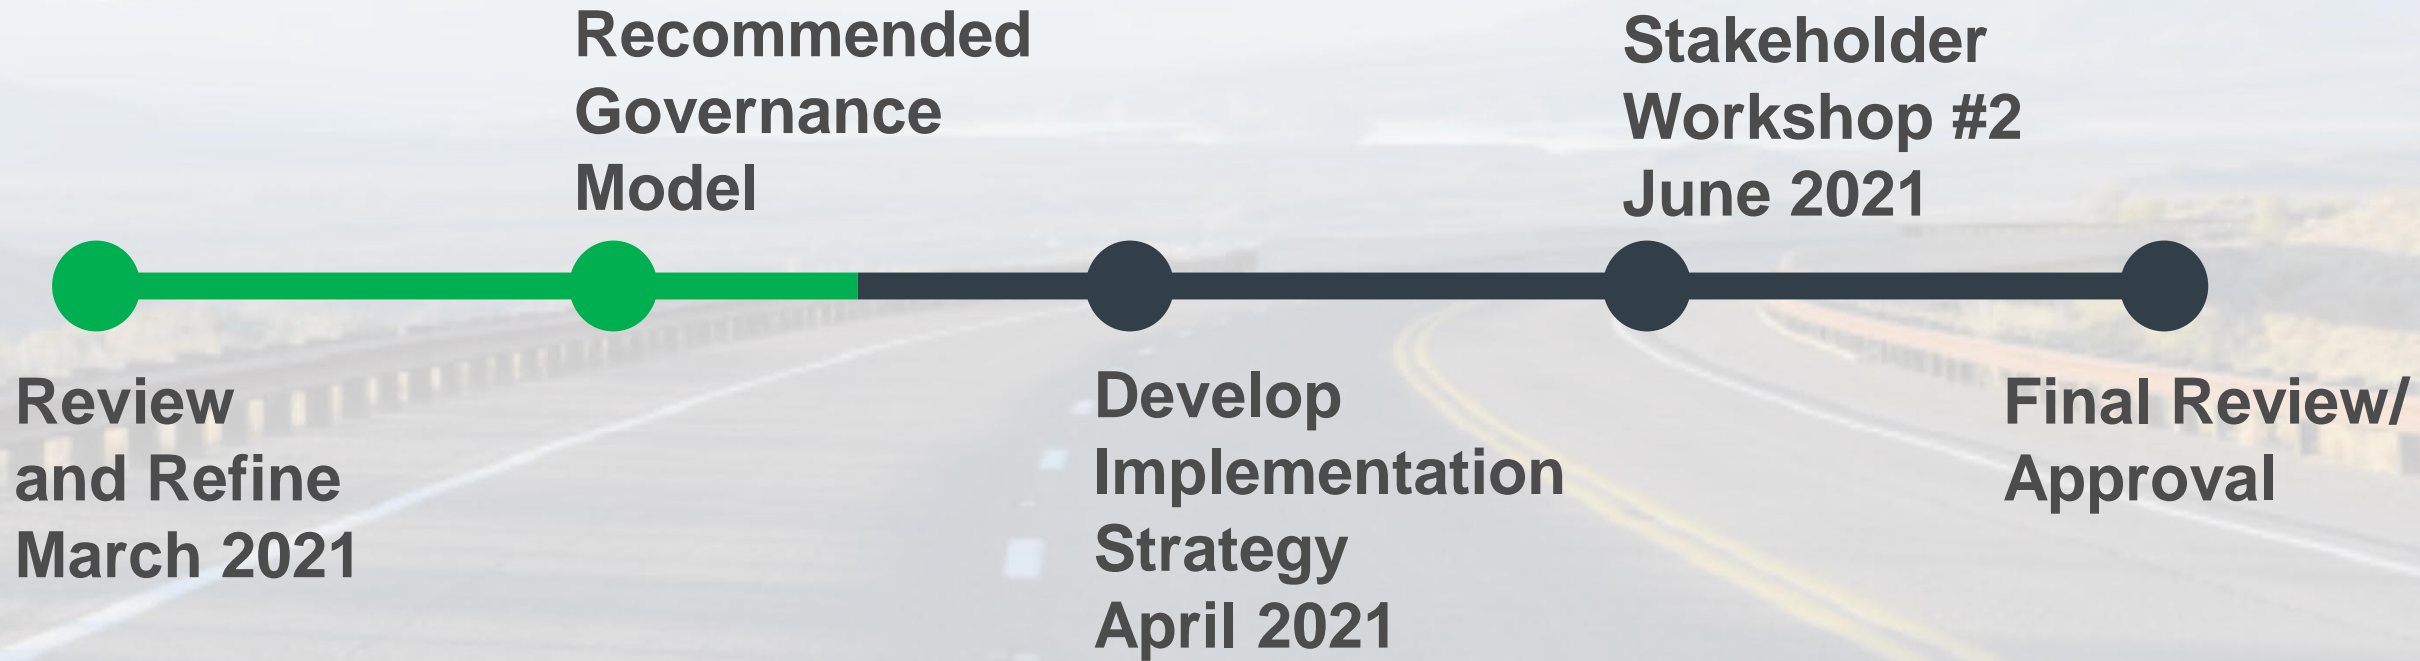 Review
and Refine
March 2021
Recommended
Governance
Model
Develop
Implementation
Strategy
April 2021
Stakeholder
Workshop #2
June 2021
Final Review/
Approval